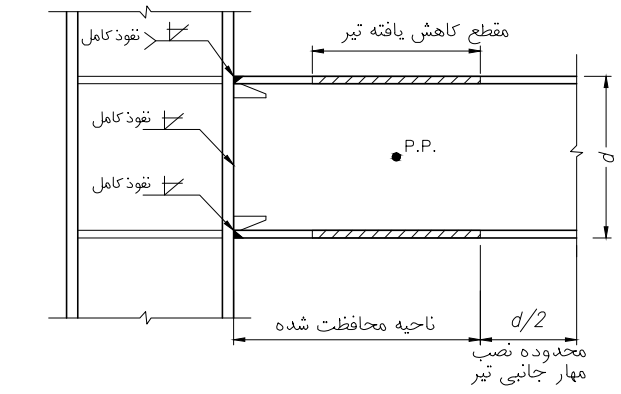 مقطع کاهش یافته تیر
نفوذ کامل
نفوذ کامل
P.P.
d
نفوذ کامل
ناحیه محافظت شده
d/2
محدوده نصب
مهار جانبی تیر